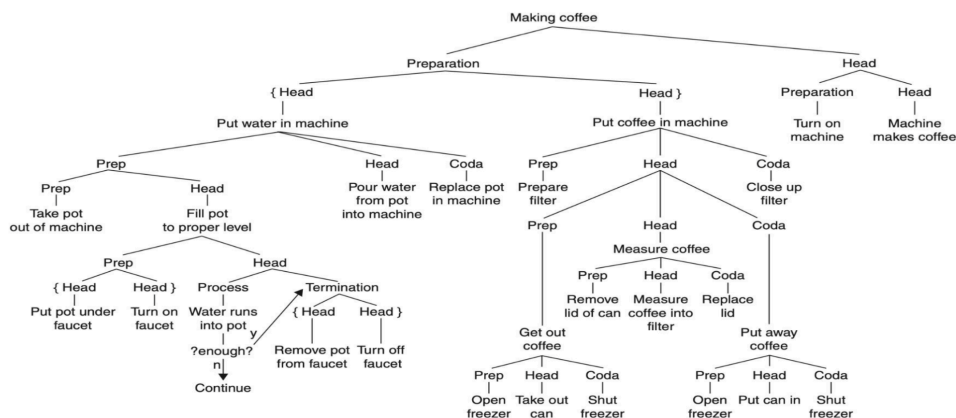 Making coffee
Preparation
Head
{ Head
Head }
Preparation
Head
Put water in machine
Put coffee in machine
Turn on
machine
Machine
makes coffee
Prep
Head
Coda
Prep
Head
Coda
Prep
Head
Pour water
from pot
into machine
Replace pot
in machine
Prepare
filter
Close up
filter
Take pot
out of machine
Fill pot
to proper level
Prep
Head
Coda
Measure coffee
Prep
Head
Prep
Head
Coda
{ Head
Head }
Process
Termination
Put pot under
faucet
Turn on
faucet
Water runs
into pot
{ Head
Head }
Remove
lid of can
Measure
coffee into
filter
Replace
lid
y
?enough?
Remove pot
from faucet
Turn off
faucet
Get out
coffee
Put away
coffee
n
Continue
Prep
Head
Coda
Prep
Head
Coda
Open
freezer
Take out
can
Shut
freezer
Open
freezer
Put can in
Shut
freezer